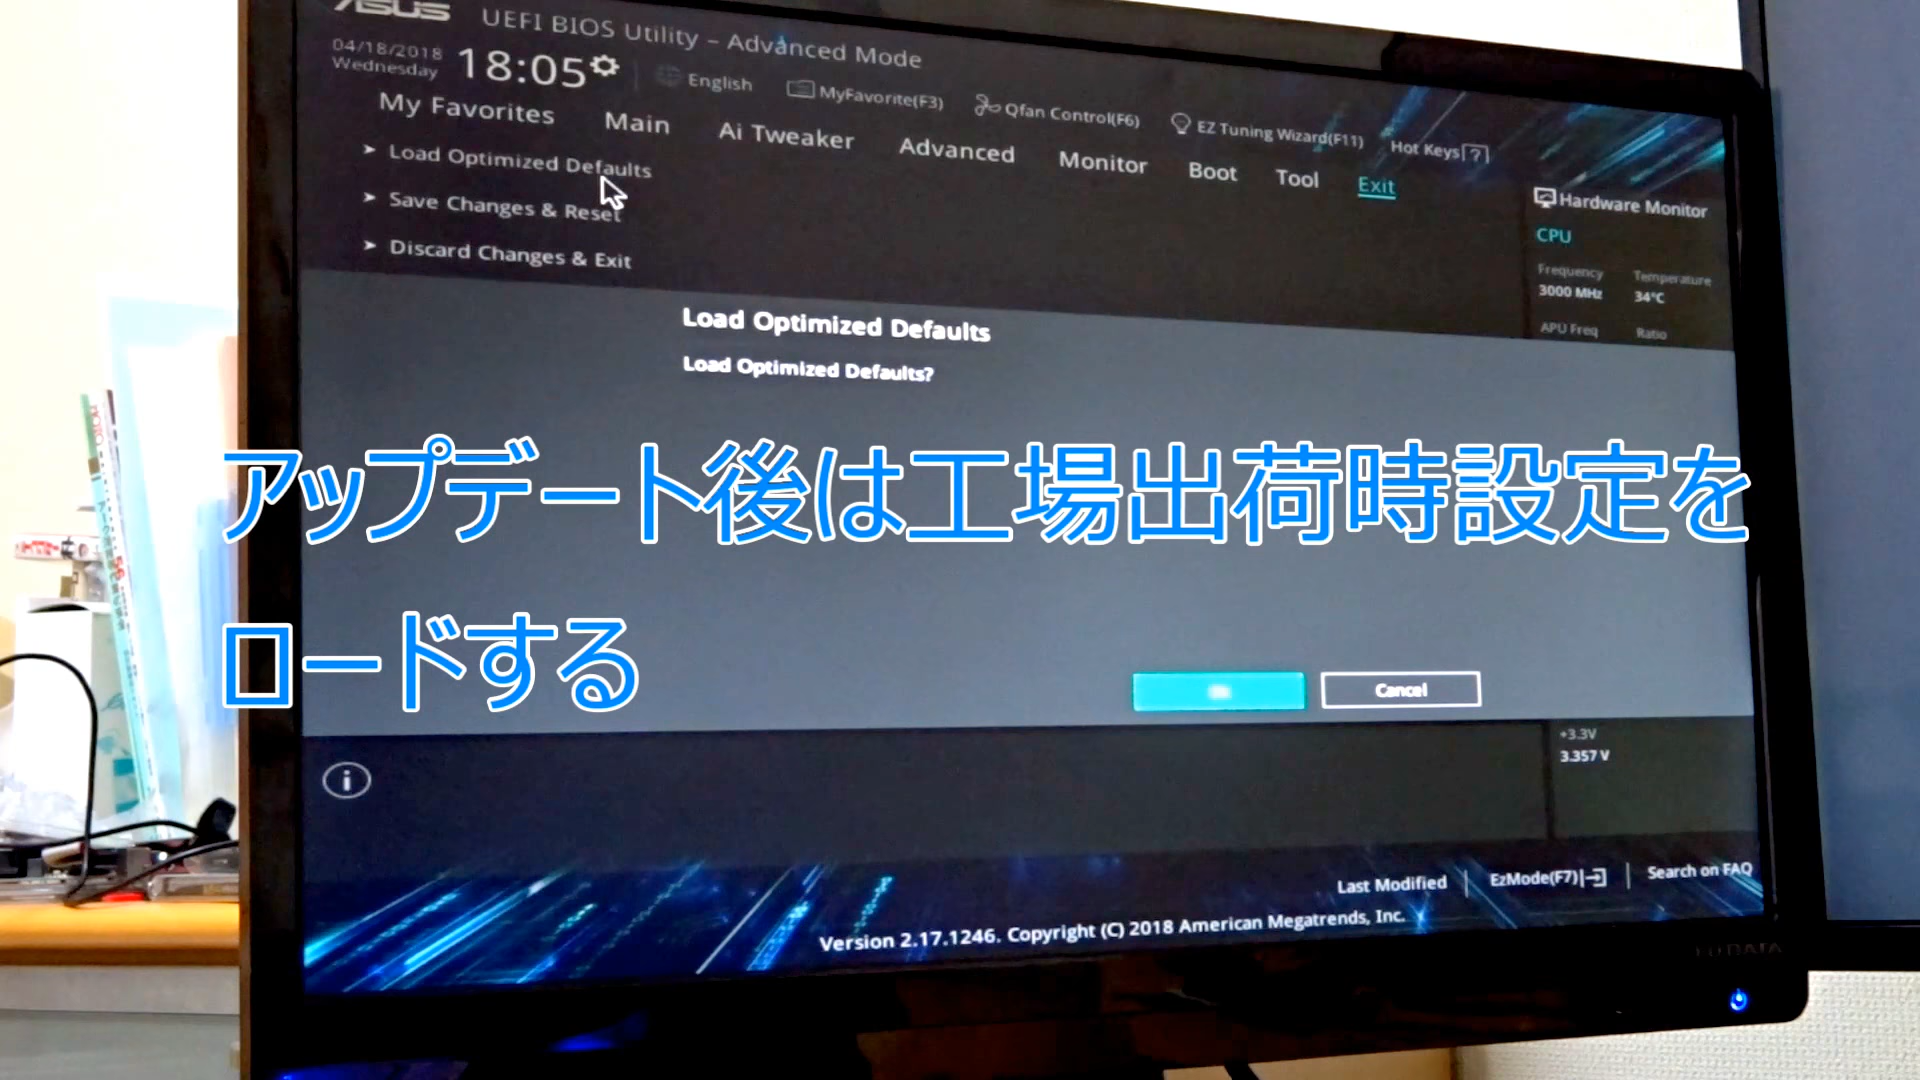 ASUS UEFI BIOS Utility – Advanced Mode
04/18/2018
Wednesday
18:05
English
MyFavorite(F3)
Qfan Control(F6)
EZ Tuning Wizard(F11)
Hot Keys
?
My Favorites
Main
Ai Tweaker
Advanced
Monitor
Boot
Tool
Exit
Load Optimized Defaults
Save Changes & Reset
Discard Changes & Exit
Hardware Monitor
CPU
Frequency
Temperature
3000 MHz
34°C
APU Freq
Ratio
Load Optimized Defaults
Load Optimized Defaults?
アップデート後は工場出荷時設定を
ロードする
Cancel
+3.3V
3.357 V
Last Modified
EzMode(F7)
Search on FAQ
Version 2.17.1246. Copyright (C) 2018 American Megatrends, Inc.